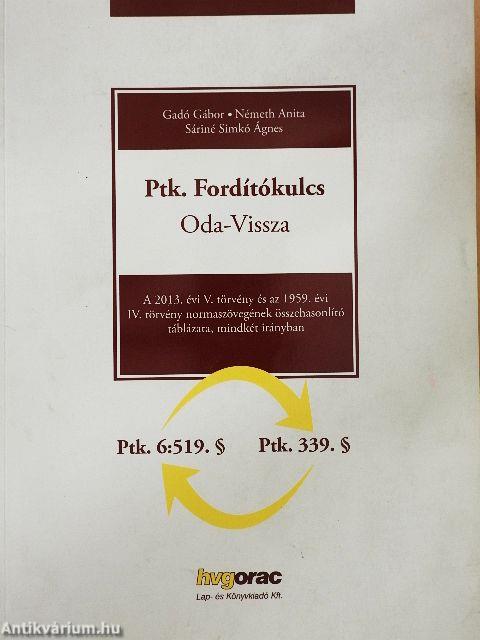 Gadó Gábor • Németh Anita
Sáriné Simkó Ágnes
Ptk. Fordítókulcs
Oda-Vissza
A 2013. évi V. törvény és az 1959. évi
IV. törvény normaszövegének összehasonlító
táblázata, mindkét irányban
Ptk. 6:519. § Ptk. 339. §
hvgorac
Lap- és Könyvkiadó Kft.
Antikvárium.hu